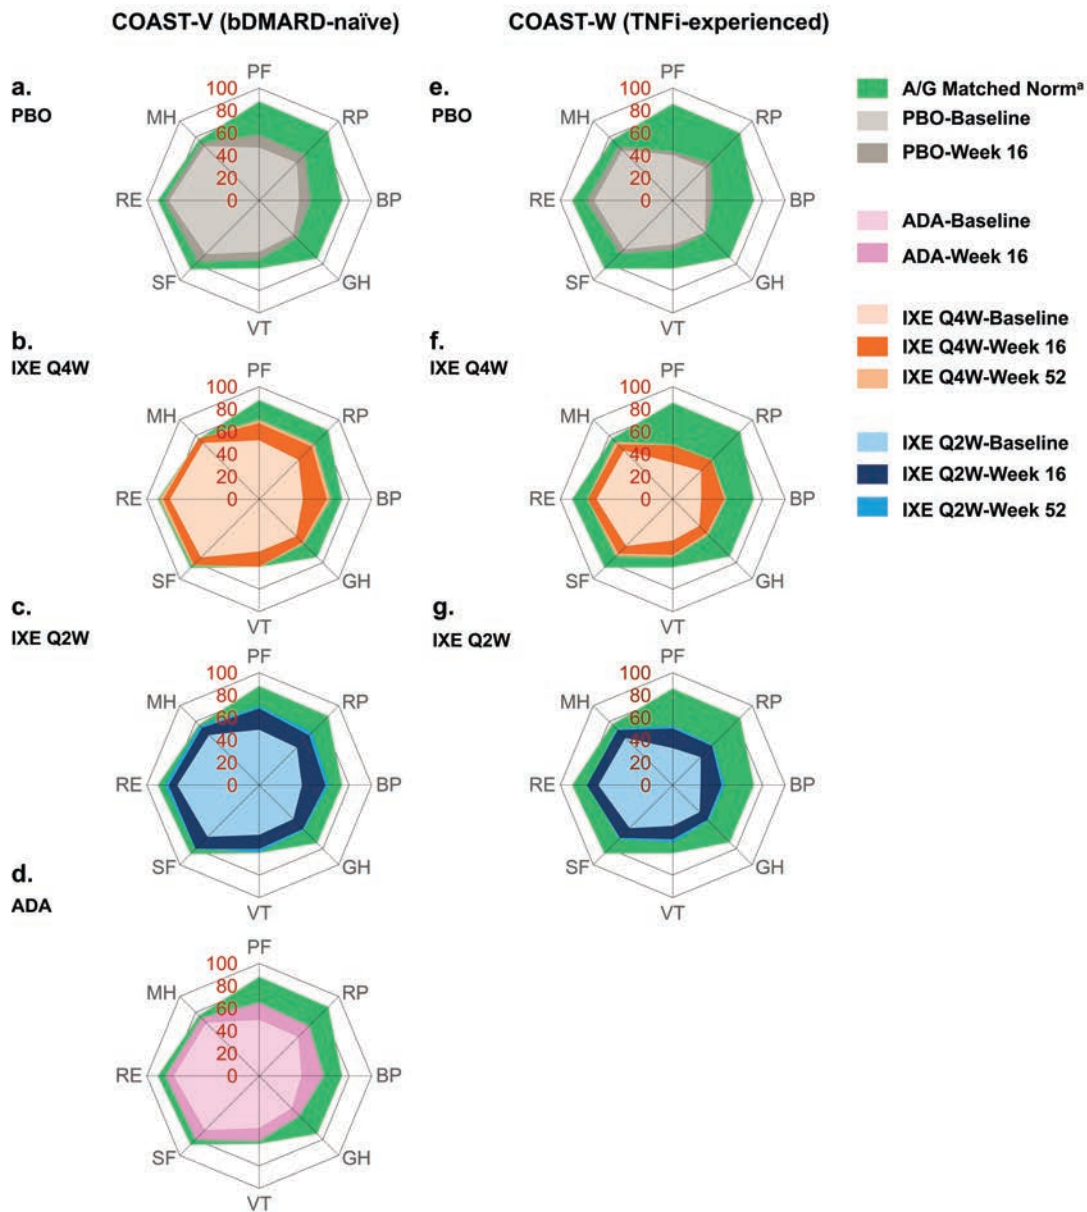 COAST-V (bDMARD-naïve)
COAST-W (TNFi-experienced)
a.
PBO
PF
RP
BP
GH
VT
SF
RE
MH
100
80
60
40
20
0
e.
PBO
PF
RP
BP
GH
VT
SF
RE
MH
100
80
60
40
20
0
A/G Matched Normᵃ
PBO-Baseline
PBO-Week 16
ADA-Baseline
ADA-Week 16
IXE Q4W-Baseline
IXE Q4W-Week 16
IXE Q4W-Week 52
IXE Q2W-Baseline
IXE Q2W-Week 16
IXE Q2W-Week 52
b.
IXE Q4W
PF
RP
BP
GH
VT
SF
RE
MH
100
80
60
40
20
0
f.
IXE Q4W
PF
RP
BP
GH
VT
SF
RE
MH
100
80
60
40
20
0
c.
IXE Q2W
PF
RP
BP
GH
VT
SF
RE
MH
100
80
60
40
20
0
g.
IXE Q2W
PF
RP
BP
GH
VT
SF
RE
MH
100
80
60
40
20
0
d.
ADA
PF
RP
BP
GH
VT
SF
RE
MH
100
80
60
40
20
0